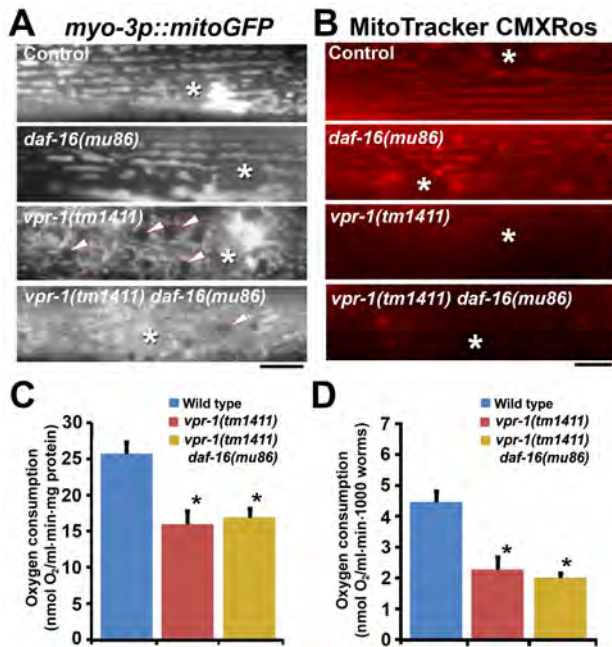 A myo-3p::mitoGFP
Control
*
daf-16(mu86)
*
vpr-1(tm1411)
*
vpr-1(tm1411) daf-16(mu86)
*
B MitoTracker CMXRos
Control
*
daf-16(mu86)
*
vpr-1(tm1411)
*
vpr-1(tm1411) daf-16(mu86)
*
C
Wild type
vpr-1(tm1411)
vpr-1(tm1411)
daf-16(mu86)
Oxygen consumption
(nmol O₂/ml·min·mg protein)
30
25
20
15
10
5
0
*
*
D
Wild type
vpr-1(tm1411)
vpr-1(tm1411)
daf-16(mu86)
Oxygen consumption
(nmol O₂/ml·min·1000 worms)
7
6
5
4
3
2
1
0
*
*